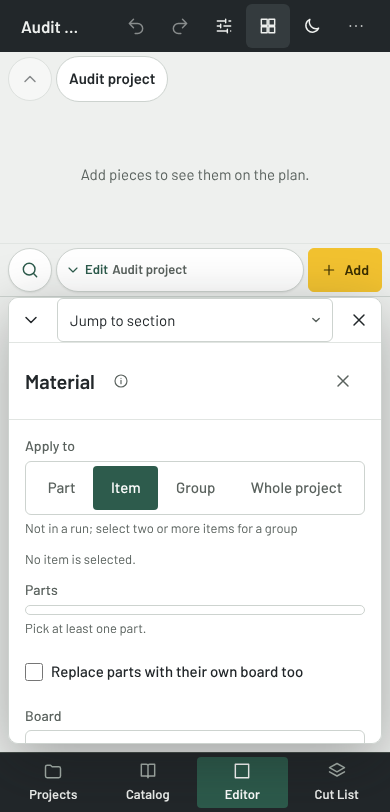 Audit ...
Audit project
Add pieces to see them on the plan.
Edit Audit project
Add
Jump to section
Material
Apply to
Part Item Group Whole project
Not in a run; select two or more items for a group
No item is selected.
Parts
Pick at least one part.
Replace parts with their own board too
Board
Projects Catalog Editor Cut List